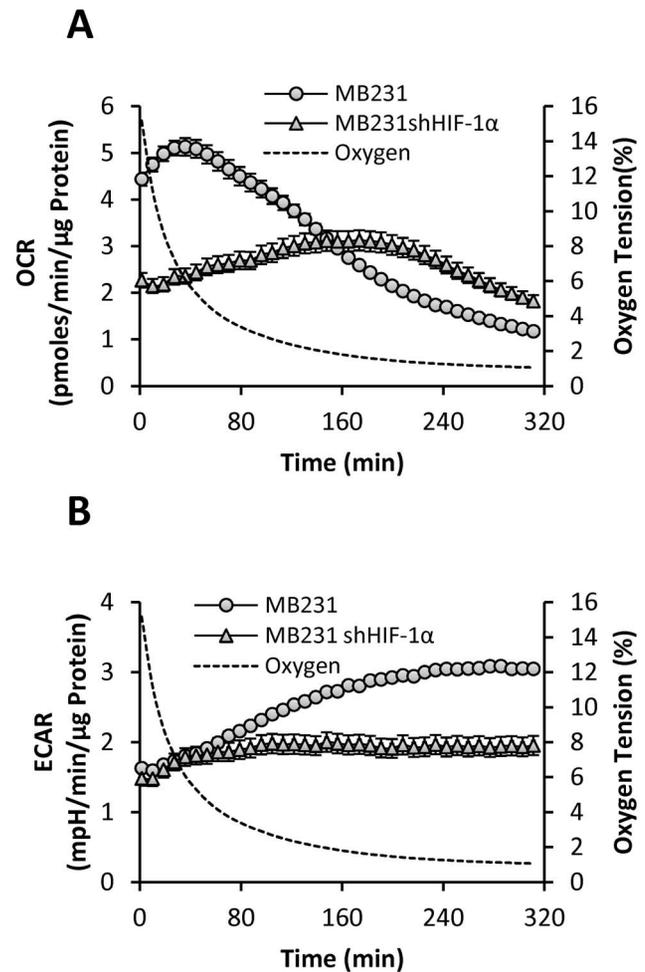 A
MB231
MB231shHIF-1α
Oxygen
6
5
4
3
2
1
0
OCR
(pmoles/min/µg Protein)
16
14
12
10
8
6
4
2
0
Oxygen Tension(%)
0
80
160
240
320
Time (min)
B
MB231
MB231 shHIF-1α
Oxygen
4
3
2
1
0
ECAR
(mpH/min/µg Protein)
16
14
12
10
8
6
4
2
0
Oxygen Tension (%)
0
80
160
240
320
Time (min)